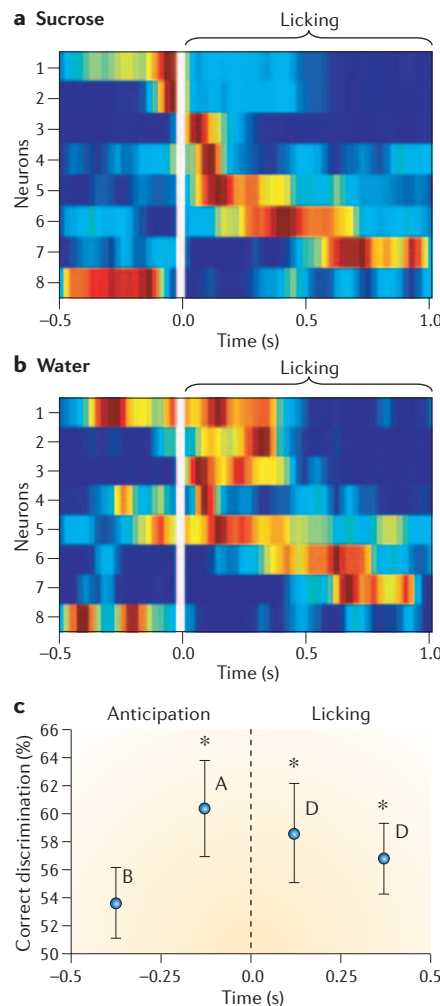 a Sucrose
Licking
Neurons
1
2
3
4
5
6
7
8
−0.5 0.0 0.5 1.0
Time (s)
b Water
Licking
Neurons
1
2
3
4
5
6
7
8
−0.5 0.0 0.5 1.0
Time (s)
c
Anticipation Licking
Correct discrimination (%)
66
64
62
60
58
56
54
52
50
B
*
A
*
D
*
D
−0.5 −0.25 0.0 0.25 0.5
Time (s)